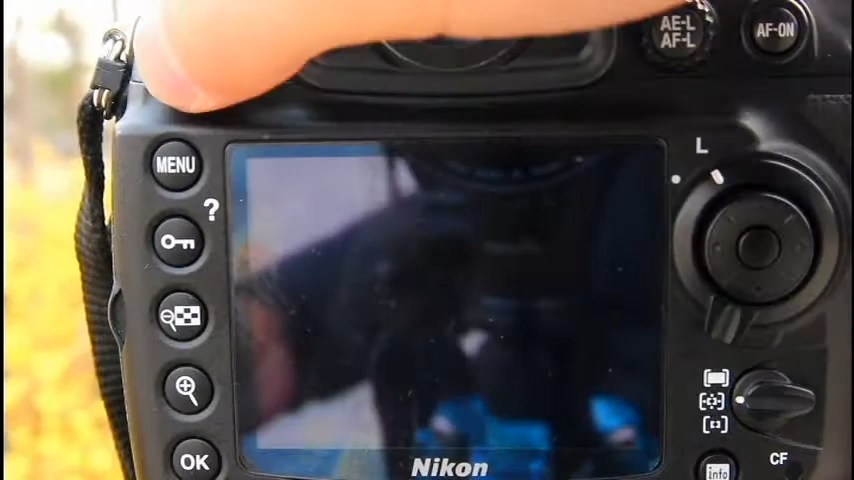 AE-L
AF-L
AF-ON
MENU
?
L
OK
Nikon
info
CF